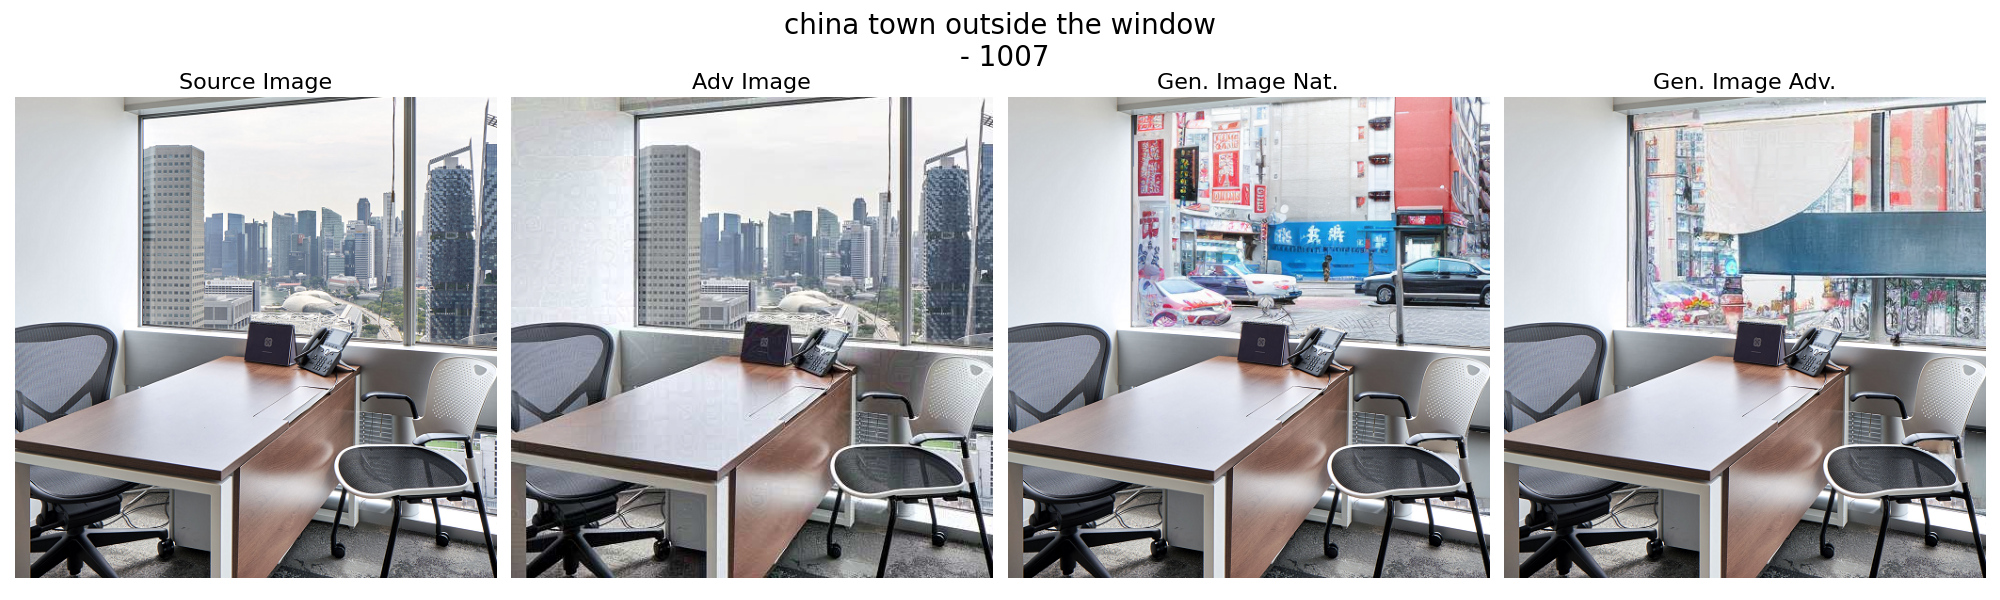 china town outside the window
- 1007
Source Image
Adv Image
Gen. Image Nat.
Gen. Image Adv.